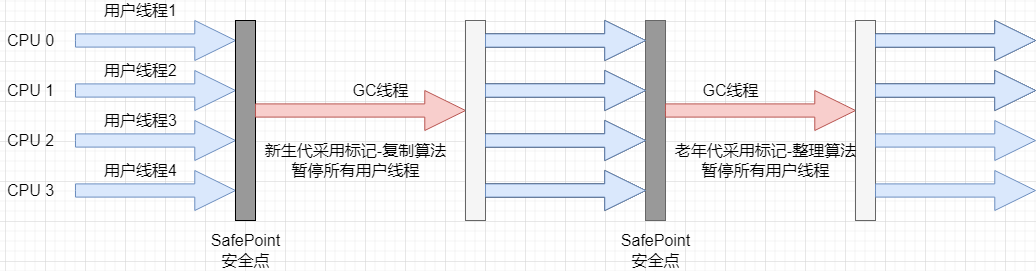 用户线程1
CPU 0
用户线程2
CPU 1
GC线程
GC线程
用户线程3
CPU 2
新生代采用标记-复制算法
暂停所有用户线程
老年代采用标记-整理算法
暂停所有用户线程
用户线程4
CPU 3
SafePoint
安全点
SafePoint
安全点